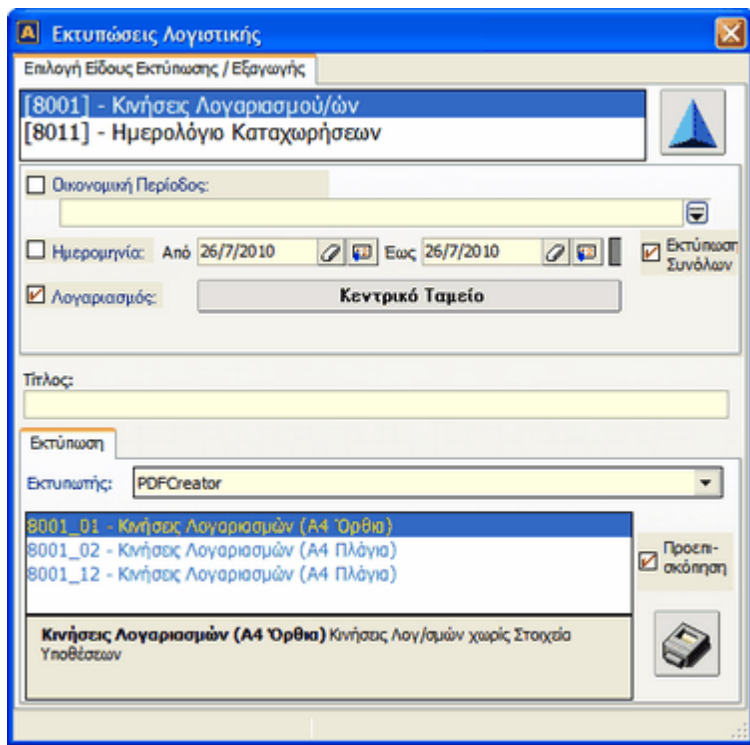 Εκτυπώσεις Λογιστικής
Επιλογή Είδους Εκτύπωσης / Εξαγωγής
[8001] - Κινήσεις Λογαριασμού/ών
[8011] - Ημερολόγιο Καταχωρήσεων
Οικονομική Περίοδος:
Ημερομηνία: Από 26/7/2010 Έως 26/7/2010 Εκτύπωση Συνόλων
Λογαριασμός: Κεντρικό Ταμείο
Τίτλος:
Εκτύπωση
Εκτυπωτής: PDFCreator
8001_01 - Κινήσεις Λογαριασμών (Α4 Όρθια)
8001_02 - Κινήσεις Λογαριασμών (Α4 Πλάγια)
8001_12 - Κινήσεις Λογαριασμών (Α4 Πλάγια)
Προεπι-
σκόπηση
Κινήσεις Λογαριασμών (Α4 Όρθια) Κινήσεις Λογ/σμών χωρίς Στοιχεία
Υποθέσεων